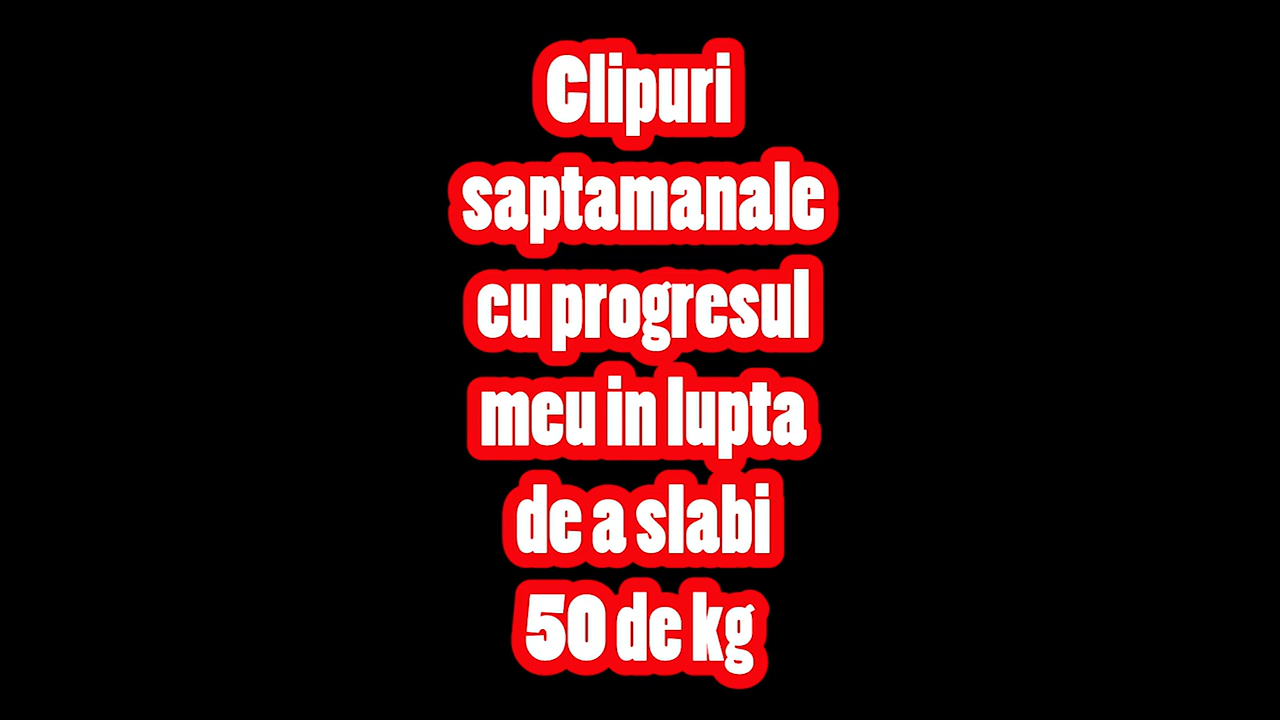 Clipuri
saptamanale
cu progresul
meu in lupta
de a slabi
50 de kg